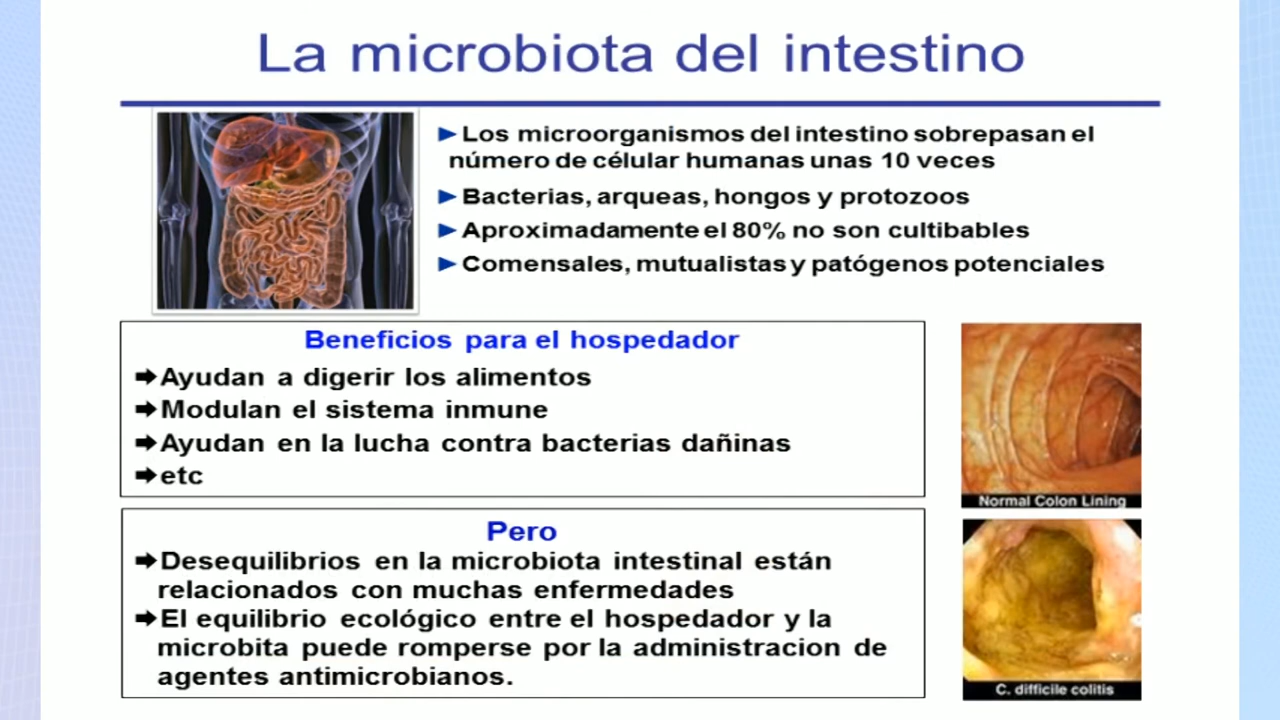 La microbiota del intestino
►Los microorganismos del intestino sobrepasan el
número de célular humanas unas 10 veces
►Bacterias, arqueas, hongos y protozoos
►Aproximadamente el 80% no son cultibables
►Comensales, mutualistas y patógenos potenciales
Beneficios para el hospedador
➡Ayudan a digerir los alimentos
➡Modulan el sistema inmune
➡Ayudan en la lucha contra bacterias dañinas
➡etc
Normal Colon Lining
Pero
➡Desequilibrios en la microbiota intestinal están
relacionados con muchas enfermedades
➡El equilibrio ecológico entre el hospedador y la
microbita puede romperse por la administracion de
agentes antimicrobianos.
C. difficile colitis